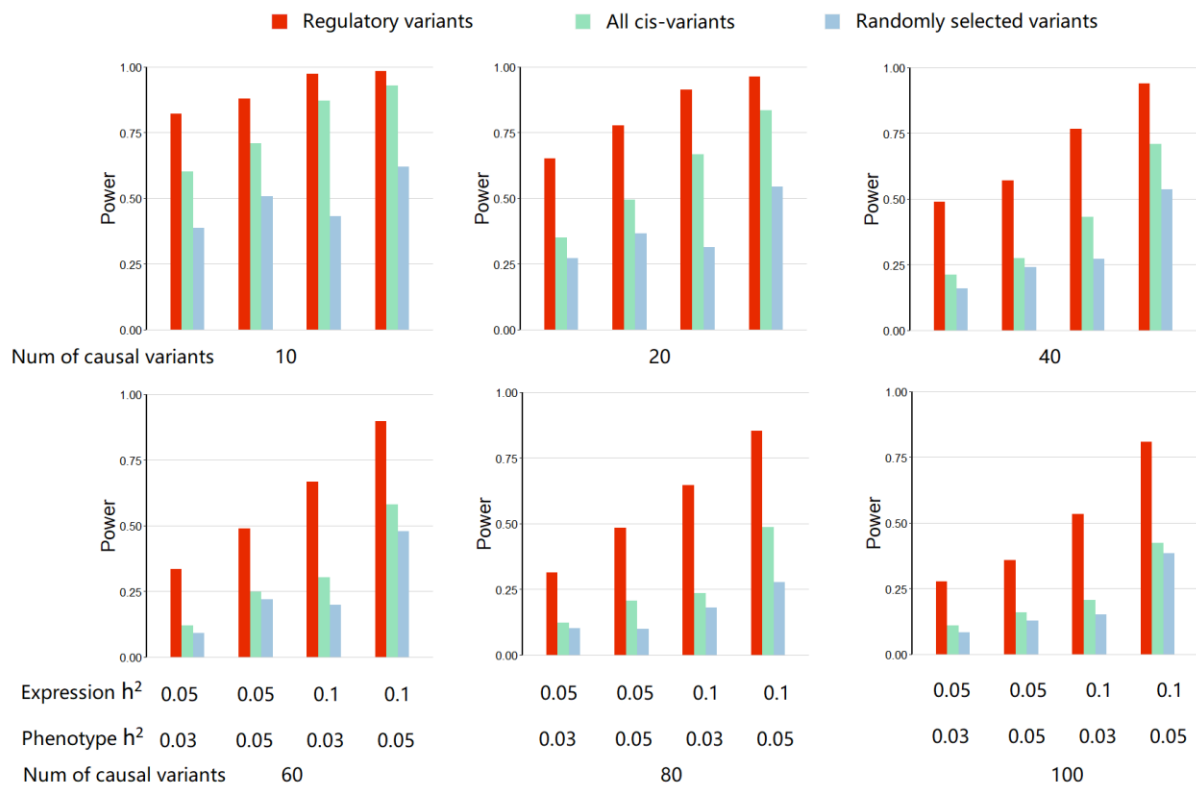 Regulatory variants All cis-variants Randomly selected variants
1.00 1.00 1.00
0.75 0.75 0.75
0.50 0.50 0.50
0.25 0.25 0.25
0.00 0.00 0.00
Power Power Power
Num of causal variants 10 20 40
1.00 1.00 1.00
0.75 0.75 0.75
0.50 0.50 0.50
0.25 0.25 0.25
0.00 0.00 0.00
Power Power Power
Expression h² 0.05 0.05 0.1 0.1 0.05 0.05 0.1 0.1 0.05 0.05 0.1 0.1
Phenotype h² 0.03 0.05 0.03 0.05 0.03 0.05 0.03 0.05 0.03 0.05 0.03 0.05
Num of causal variants 60 80 100